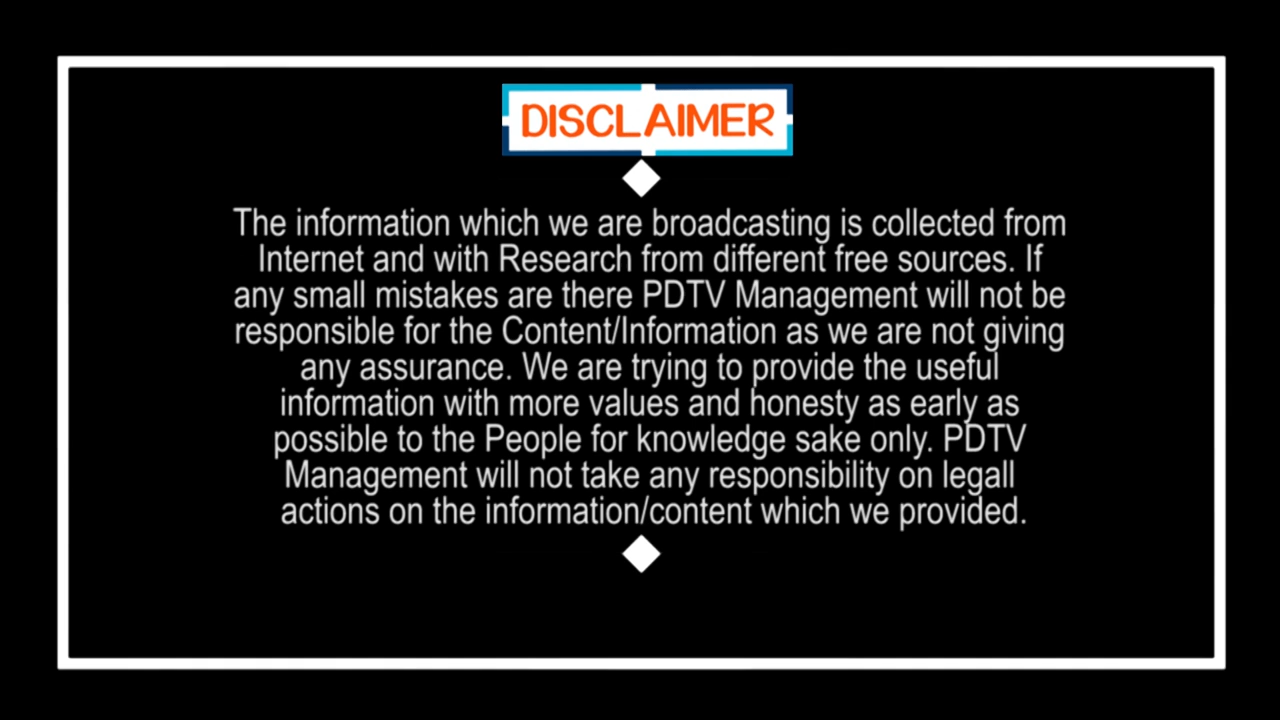 DISCLAIMER
The information which we are broadcasting is collected from
Internet and with Research from different free sources. If
any small mistakes are there PDTV Management will not be
responsible for the Content/Information as we are not giving
any assurance. We are trying to provide the useful
information with more values and honesty as early as
possible to the People for knowledge sake only. PDTV
Management will not take any responsibility on legall
actions on the information/content which we provided.